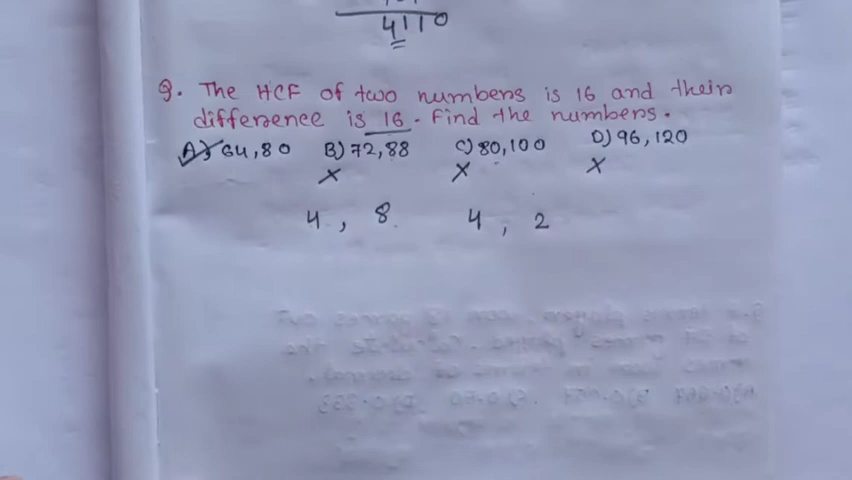 4110
Q. The HCF of two numbers is 16 and their
difference is 16. Find the numbers.
A) 64,80 B) 72,88 C) 80,100 D) 96,120
4, 8 4, 2